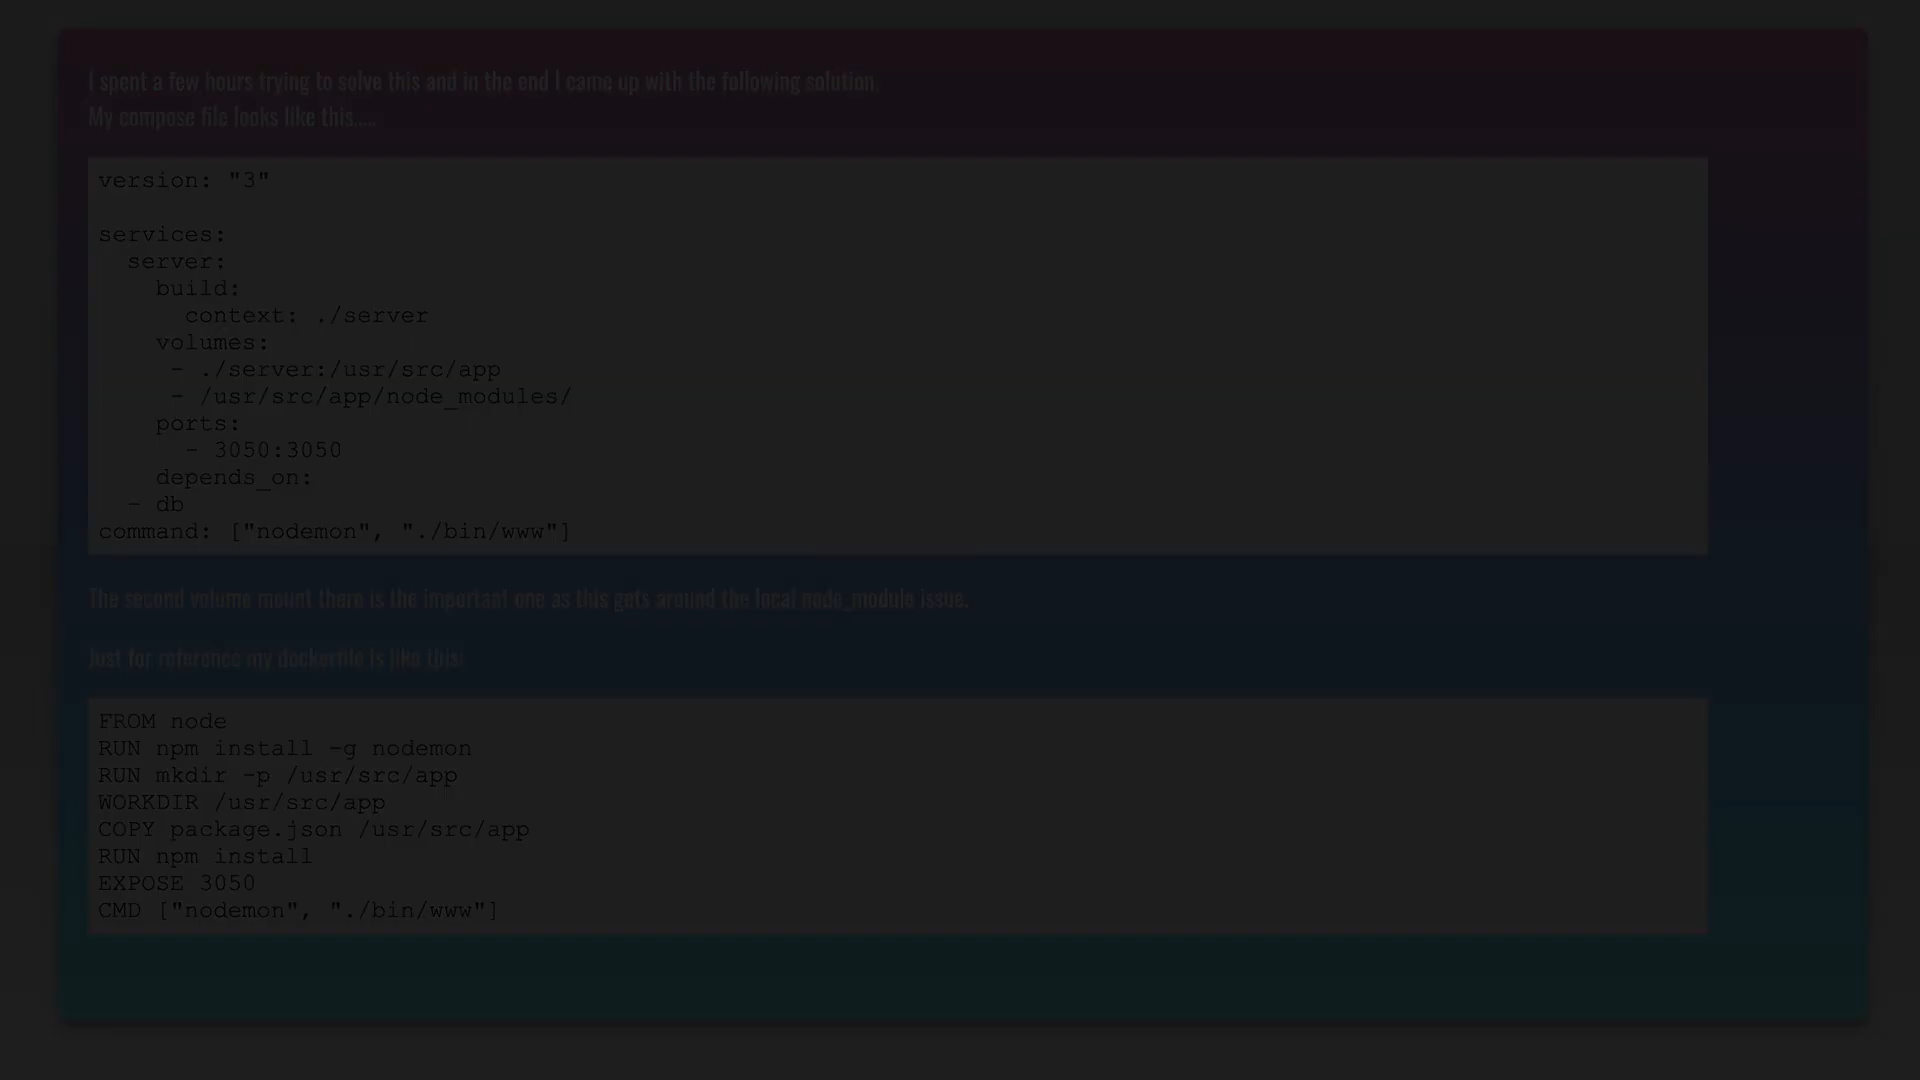 I spent a few hours trying to solve this and in the end I came up with the following solution.
My compose file looks like this.....
version: "3"
services:
  server:
    build:
      context: ./server
    volumes:
     - ./server:/usr/src/app
     - /usr/src/app/node_modules/
    ports:
      - 3050:3050
    depends_on:
  - db
command: ["nodemon", "./bin/www"]
The second volume mount there is the important one as this gets around the local node_module issue.
Just for reference my dockerfile is like this:
FROM node
RUN npm install -g nodemon
RUN mkdir -p /usr/src/app
WORKDIR /usr/src/app
COPY package.json /usr/src/app
RUN npm install
EXPOSE 3050
CMD ["nodemon", "./bin/www"]